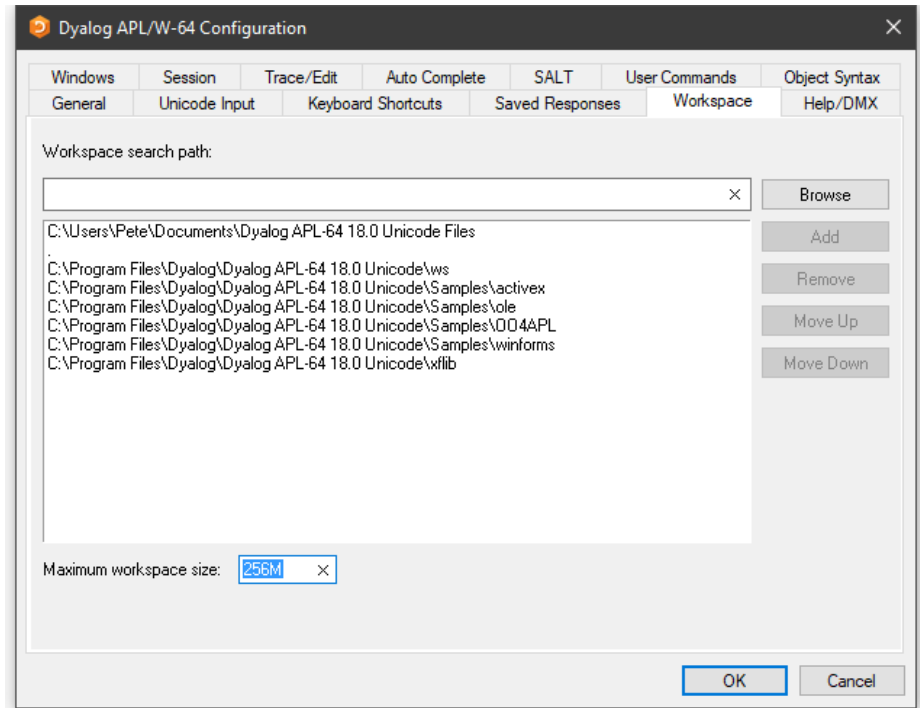 Dyalog APL/W-64 Configuration
Windows Session Trace/Edit Auto Complete SALT User Commands Object Syntax
General Unicode Input Keyboard Shortcuts Saved Responses Workspace Help/DMX
Workspace search path:
Browse
C:\Users\Pete\Documents\Dyalog APL-64 18.0 Unicode Files
Add
.
C:\Program Files\Dyalog\Dyalog APL-64 18.0 Unicode\ws
C:\Program Files\Dyalog\Dyalog APL-64 18.0 Unicode\Samples\activex
Remove
C:\Program Files\Dyalog\Dyalog APL-64 18.0 Unicode\Samples\ole
C:\Program Files\Dyalog\Dyalog APL-64 18.0 Unicode\Samples\OO4APL
Move Up
C:\Program Files\Dyalog\Dyalog APL-64 18.0 Unicode\Samples\winforms
C:\Program Files\Dyalog\Dyalog APL-64 18.0 Unicode\xflib
Move Down
Maximum workspace size: 256M
OK Cancel